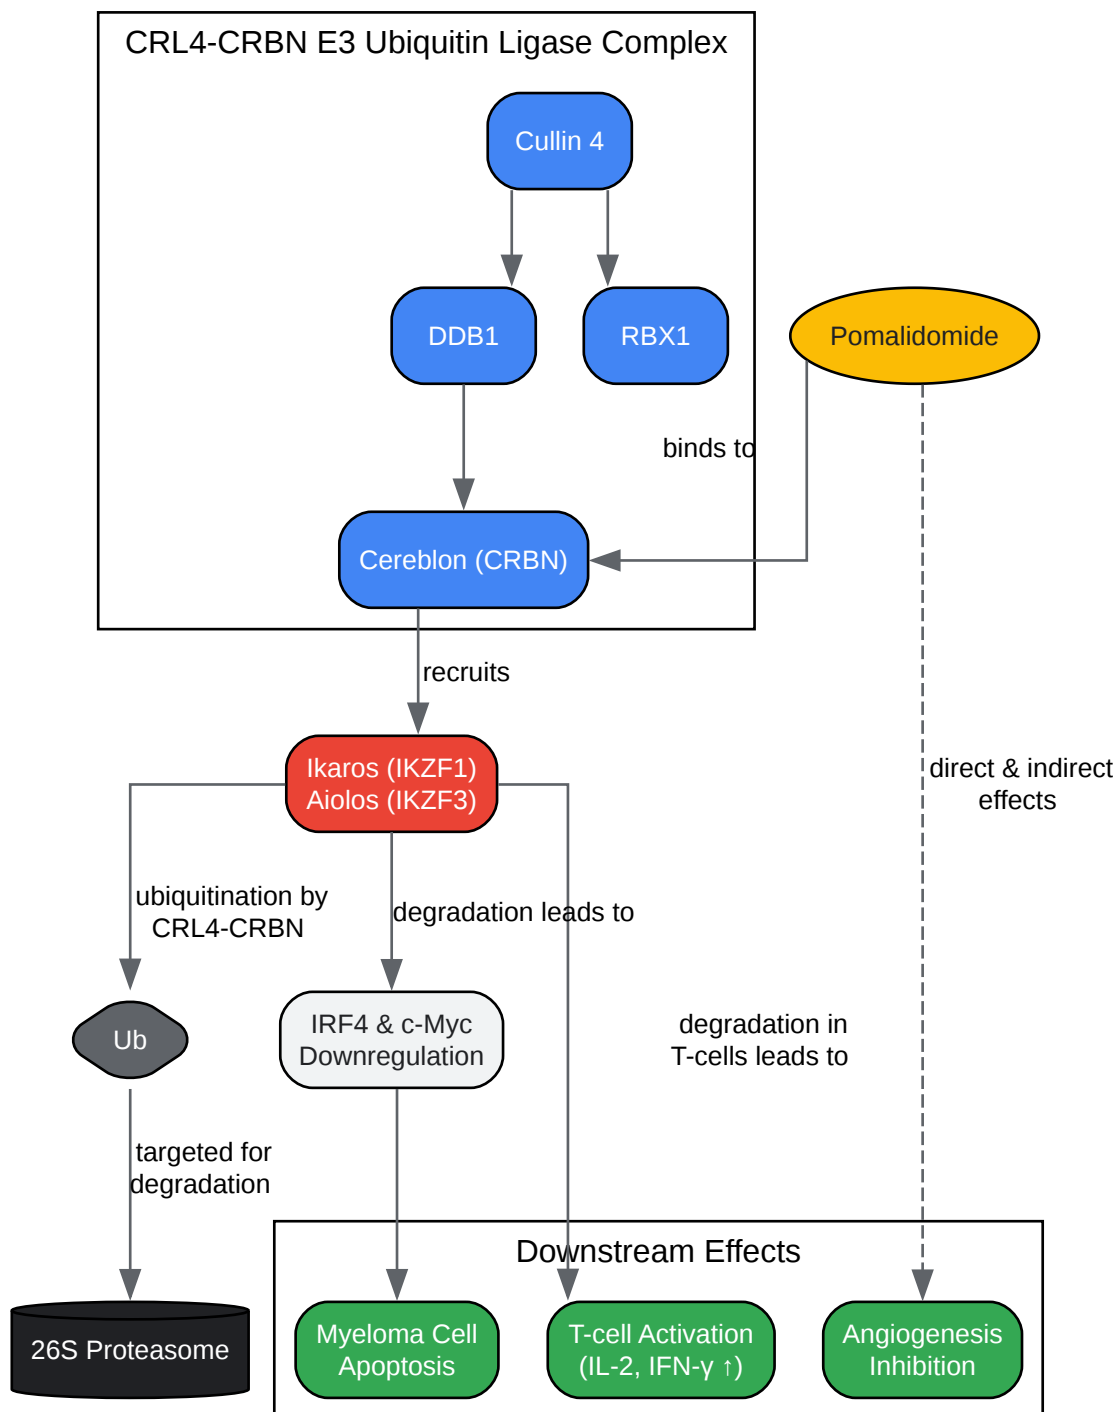 CRL4-CRBN E3 Ubiquitin Ligase Complex
Cullin 4
DDB1
RBX1
Pomalidomide
binds to
Cereblon (CRBN)
recruits
Ikaros (IKZF1)
Aiolos (IKZF3)
direct & indirect
effects
ubiquitination by
CRL4-CRBN
degradation leads to
Ub
IRF4 & c-Myc
Downregulation
degradation in
T-cells leads to
targeted for
degradation
Downstream Effects
26S Proteasome
Myeloma Cell
Apoptosis
T-cell Activation
(IL-2, IFN-γ ↑)
Angiogenesis
Inhibition